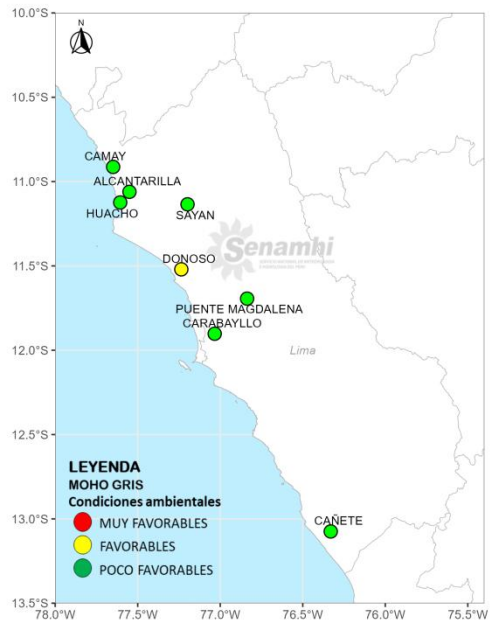 10.0°S
N
10.5°S
CAMAY
11.0°S
ALCANTARILLA
HUACHO
SAYAN
Senamhi
11.5°S
DONOSO
PUENTE MAGDALENA
CARABAYLLO
12.0°S
Lima
12.5°S
LEYENDA
MOHO GRIS
Condiciones ambientales
MUY FAVORABLES
FAVORABLES
POCO FAVORABLES
CAÑETE
13.0°S
13.5°S
78.0°W 77.5°W 77.0°W 76.5°W 76.0°W 75.5°W